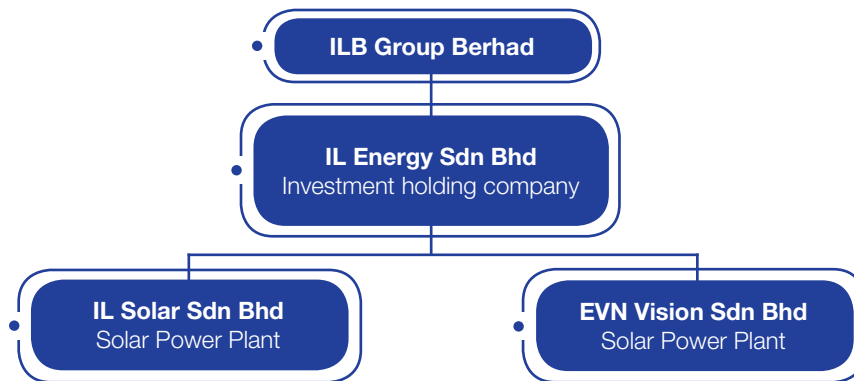 ILB Group Berhad
IL Energy Sdn Bhd
Investment holding company
IL Solar Sdn Bhd
Solar Power Plant
EVN Vision Sdn Bhd
Solar Power Plant